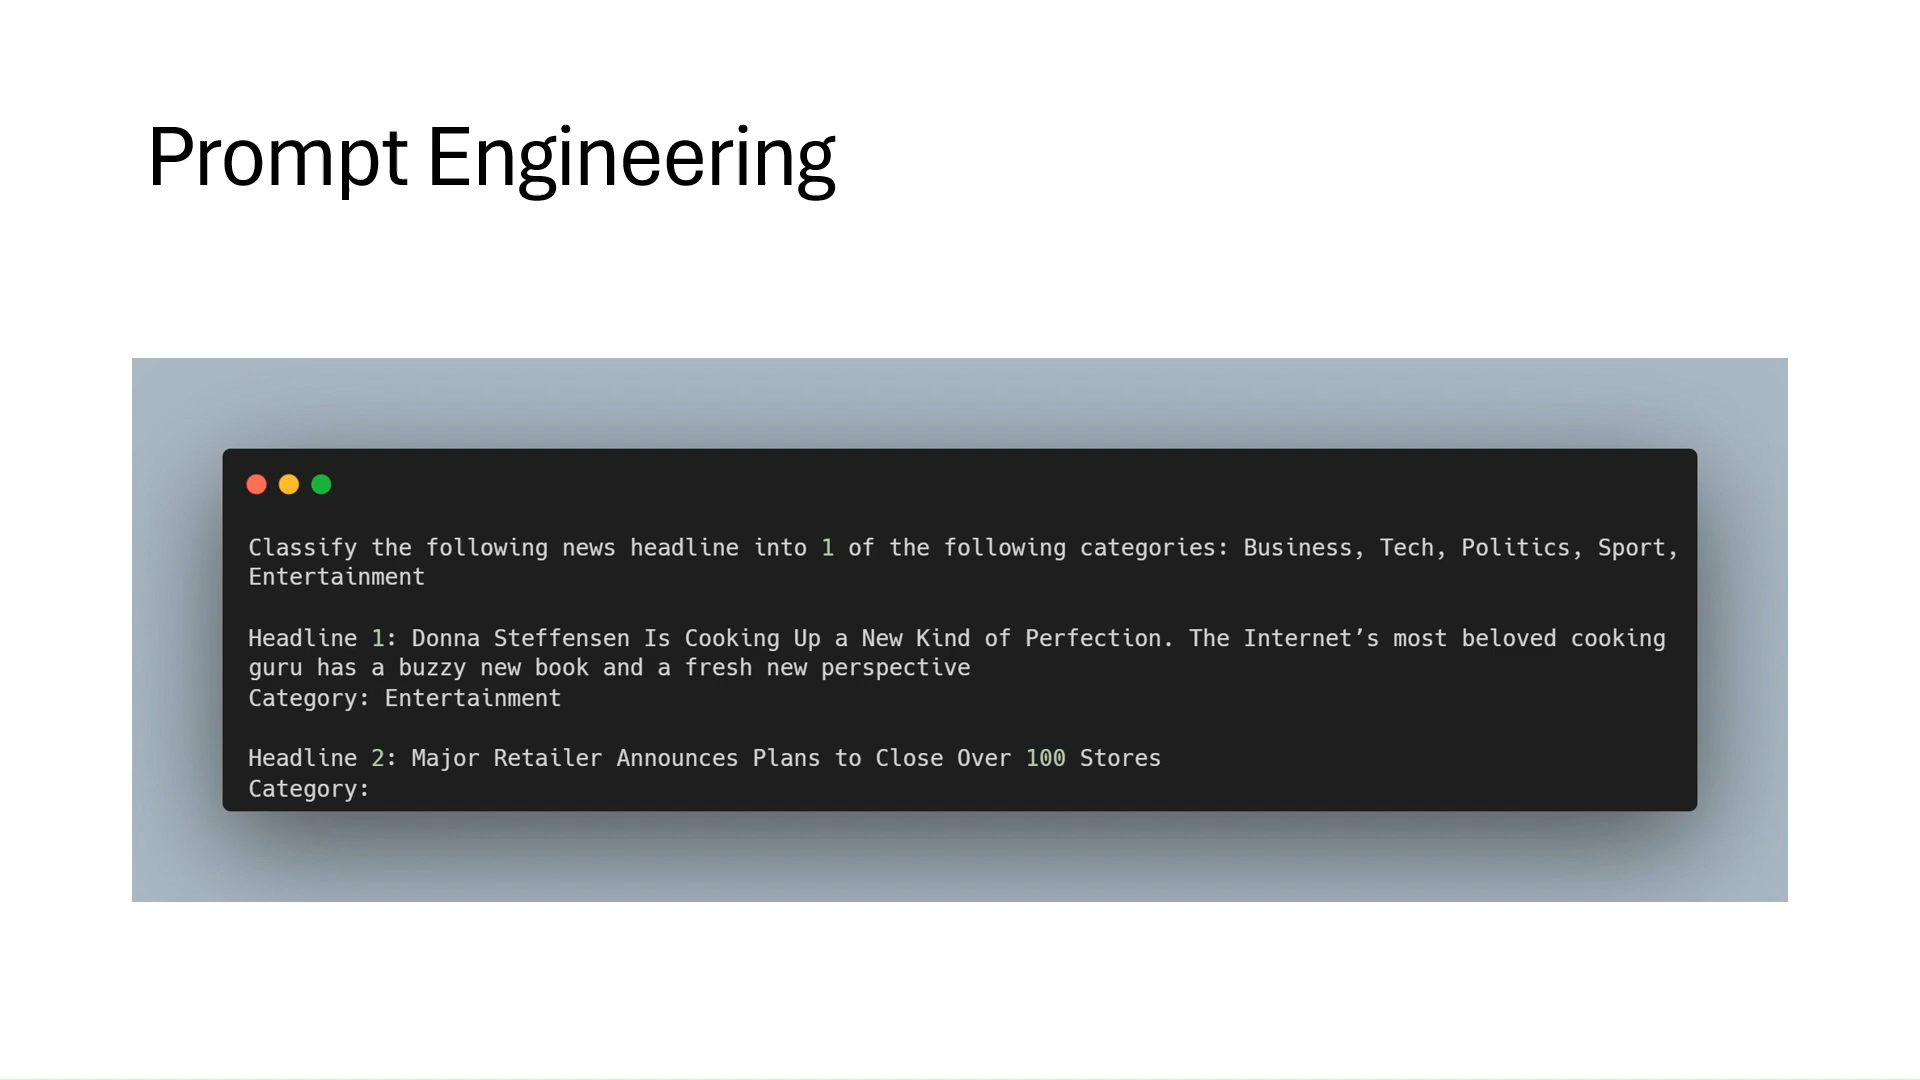 Prompt Engineering
Classify the following news headline into 1 of the following categories: Business, Tech, Politics, Sport,
Entertainment
Headline 1: Donna Steffensen Is Cooking Up a New Kind of Perfection. The Internet’s most beloved cooking
guru has a buzzy new book and a fresh new perspective
Category: Entertainment
Headline 2: Major Retailer Announces Plans to Close Over 100 Stores
Category: